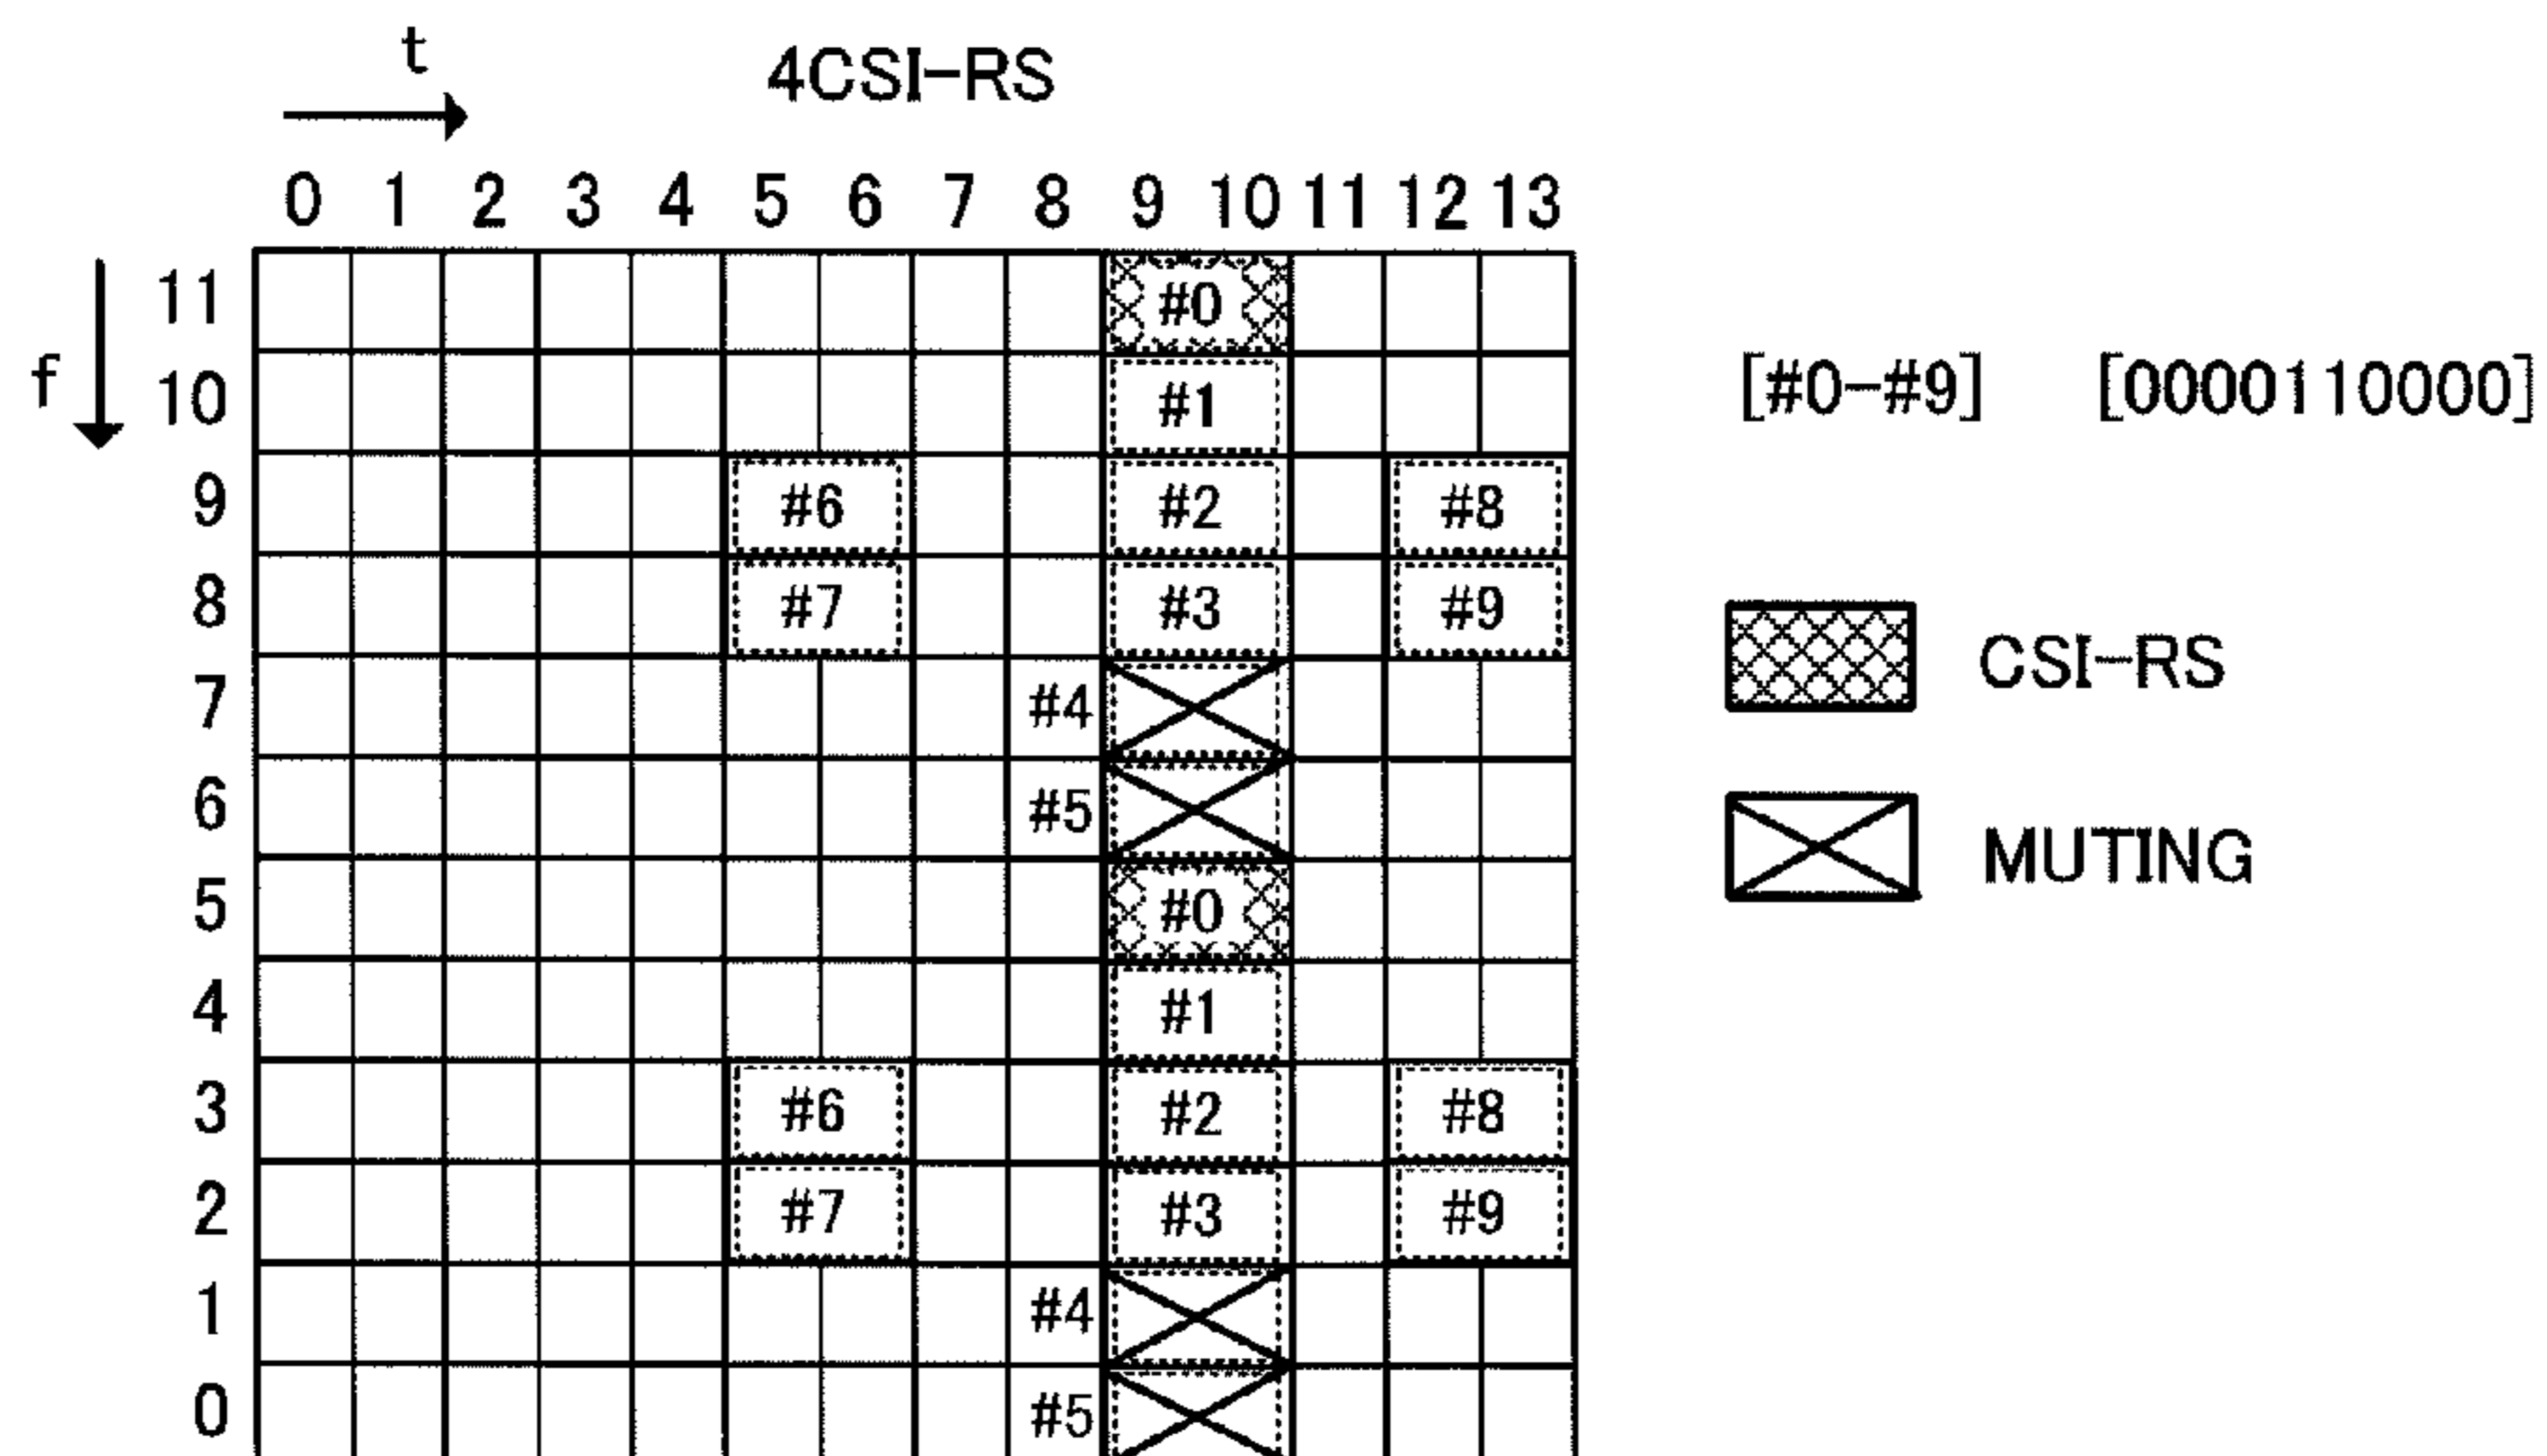 t
4CSI-RS
0 1 2 3 4 5 6 7 8 9 10 11 12 13
f
11 #0
10 #1
[#0-#9] [0000110000]
9 #6 #2 #8
8 #7 #3 #9
CSI-RS
7 #4
6 #5
MUTING
5 #0
4 #1
3 #6 #2 #8
2 #7 #3 #9
1 #4
0 #5